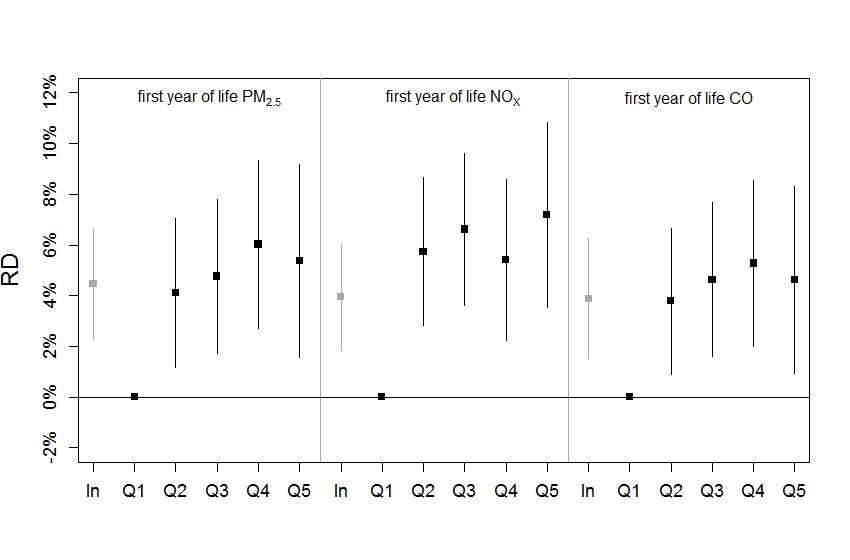 first year of life PM2.5 first year of life NOX first year of life CO
12%
10%
8%
6%
4%
2%
0%
-2%
RD
In Q1 Q2 Q3 Q4 Q5 In Q1 Q2 Q3 Q4 Q5 In Q1 Q2 Q3 Q4 Q5